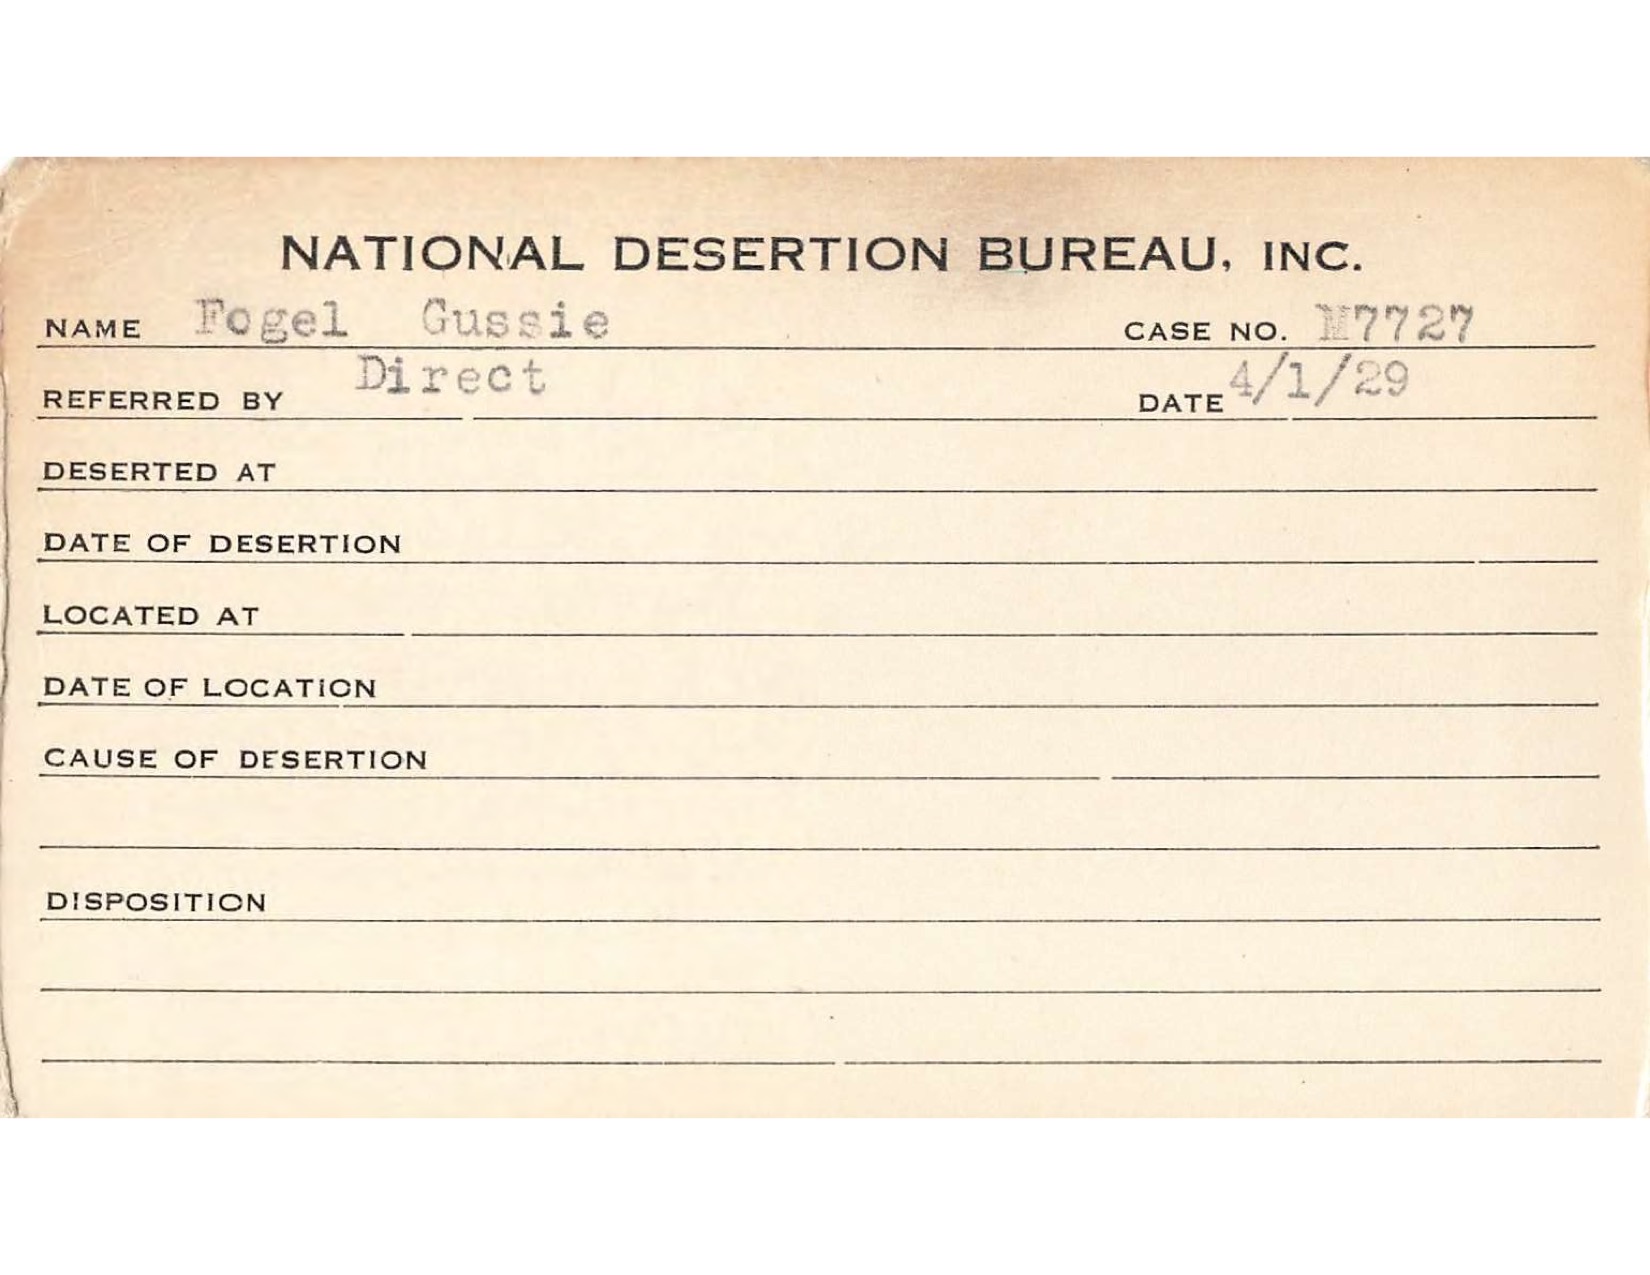 NATIONAL DESERTION BUREAU, INC.
NAME Fogel Gussie CASE NO. M7727
REFERRED BY Direct DATE 4/1/29
DESERTED AT
DATE OF DESERTION
LOCATED AT
DATE OF LOCATION
CAUSE OF DESERTION
DISPOSITION